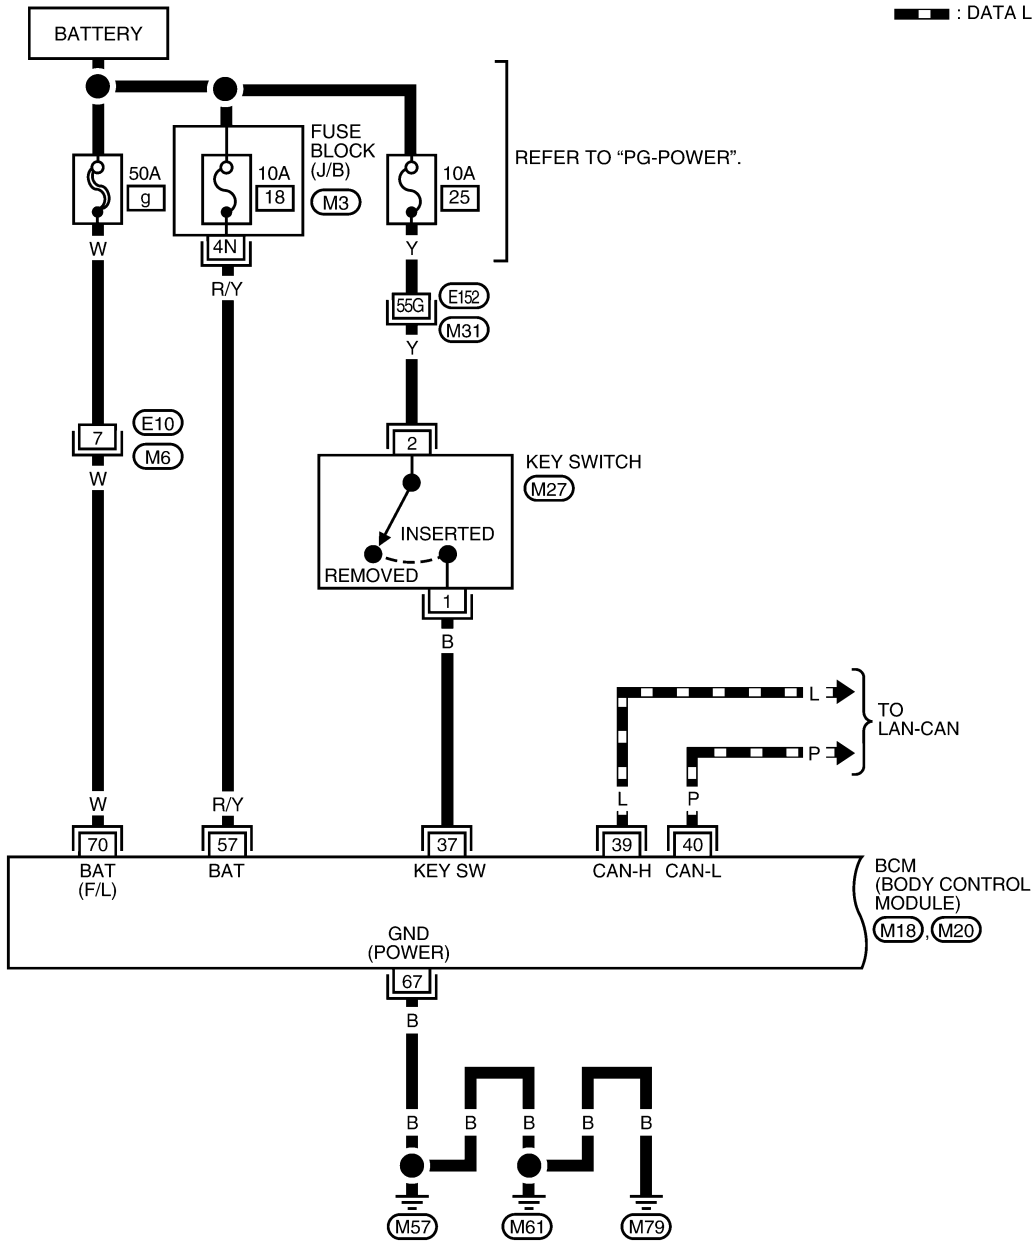 : DATA L
BATTERY
50A
g
10A
18
FUSE
BLOCK
(J/B)
M3
10A
25
REFER TO “PG-POWER”.
W
4N
Y
R/Y
55G
E152
M31
Y
7
E10
M6
W
2
KEY SWITCH
M27
INSERTED
REMOVED
1
B
L
P
TO
LAN-CAN
W
R/Y
L
P
70
57
37
39
40
BAT
(F/L)
BAT
KEY SW
CAN-H
CAN-L
BCM
(BODY CONTROL
MODULE)
M18 , M20
GND
(POWER)
67
B
B
B
B
B
B
M57
M61
M79